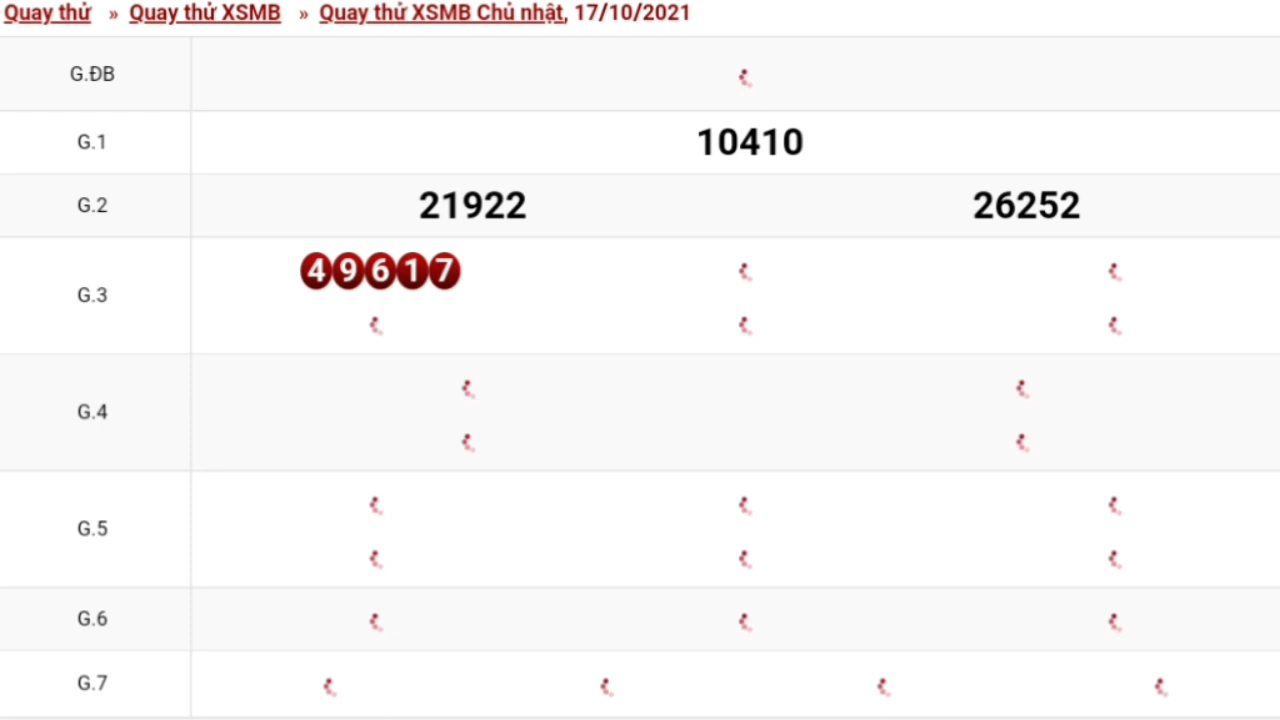 Quay thử » Quay thử XSMB » Quay thử XSMB Chủ nhật, 17/10/2021
G.ĐB
G.1 10410
G.2 21922 26252
G.3 49617
G.4
G.5
G.6
G.7